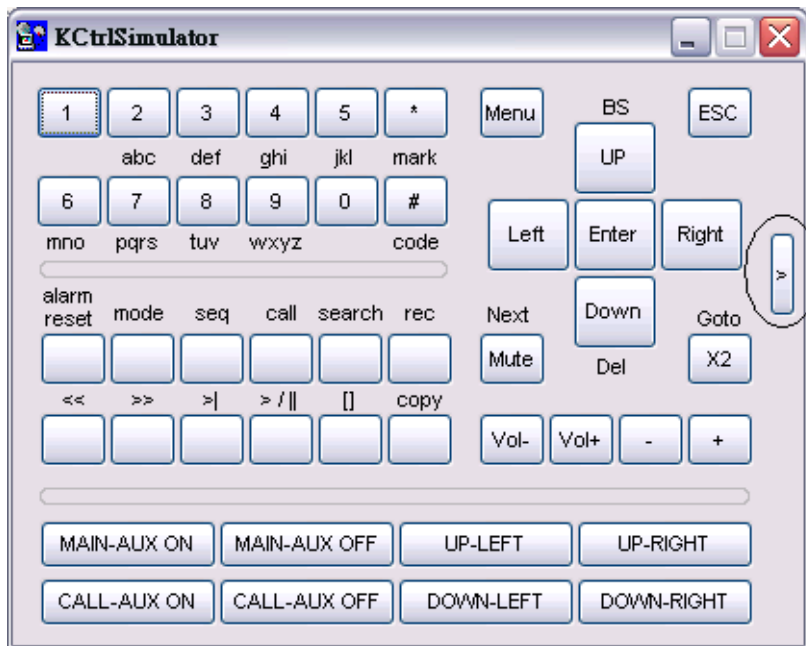 KCtrlSimulator
1 2 3 4 5 *
abc def ghi jkl mark
6 7 8 9 0 #
mno pqrs tuv wxyz code
Menu BS ESC
UP
Left Enter Right
>
Next Down Goto
Mute Del X2
alarm reset mode seq call search rec
<< >> >| > / || [] copy
Vol- Vol+ - +
MAIN-AUX ON MAIN-AUX OFF UP-LEFT UP-RIGHT
CALL-AUX ON CALL-AUX OFF DOWN-LEFT DOWN-RIGHT